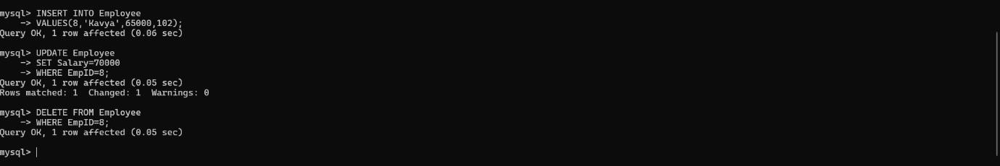 mysql> INSERT INTO Employee
    -> VALUES(8,'Kavya',65000,102);
Query OK, 1 row affected (0.06 sec)
mysql> UPDATE Employee
    -> SET Salary=70000
    -> WHERE EmpID=8;
Query OK, 1 row affected (0.05 sec)
Rows matched: 1  Changed: 1  Warnings: 0
mysql> DELETE FROM Employee
    -> WHERE EmpID=8;
Query OK, 1 row affected (0.05 sec)
mysql>